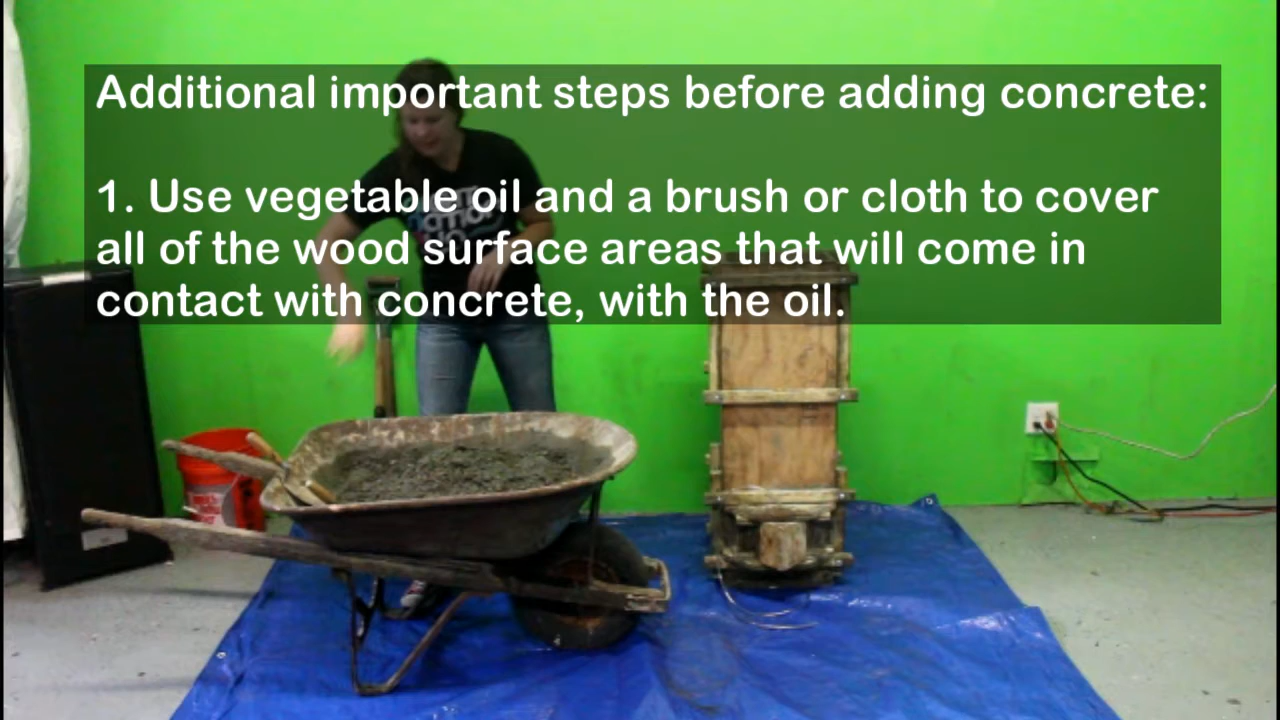 Additional important steps before adding concrete:
1. Use vegetable oil and a brush or cloth to cover
all of the wood surface areas that will come in
contact with concrete, with the oil.